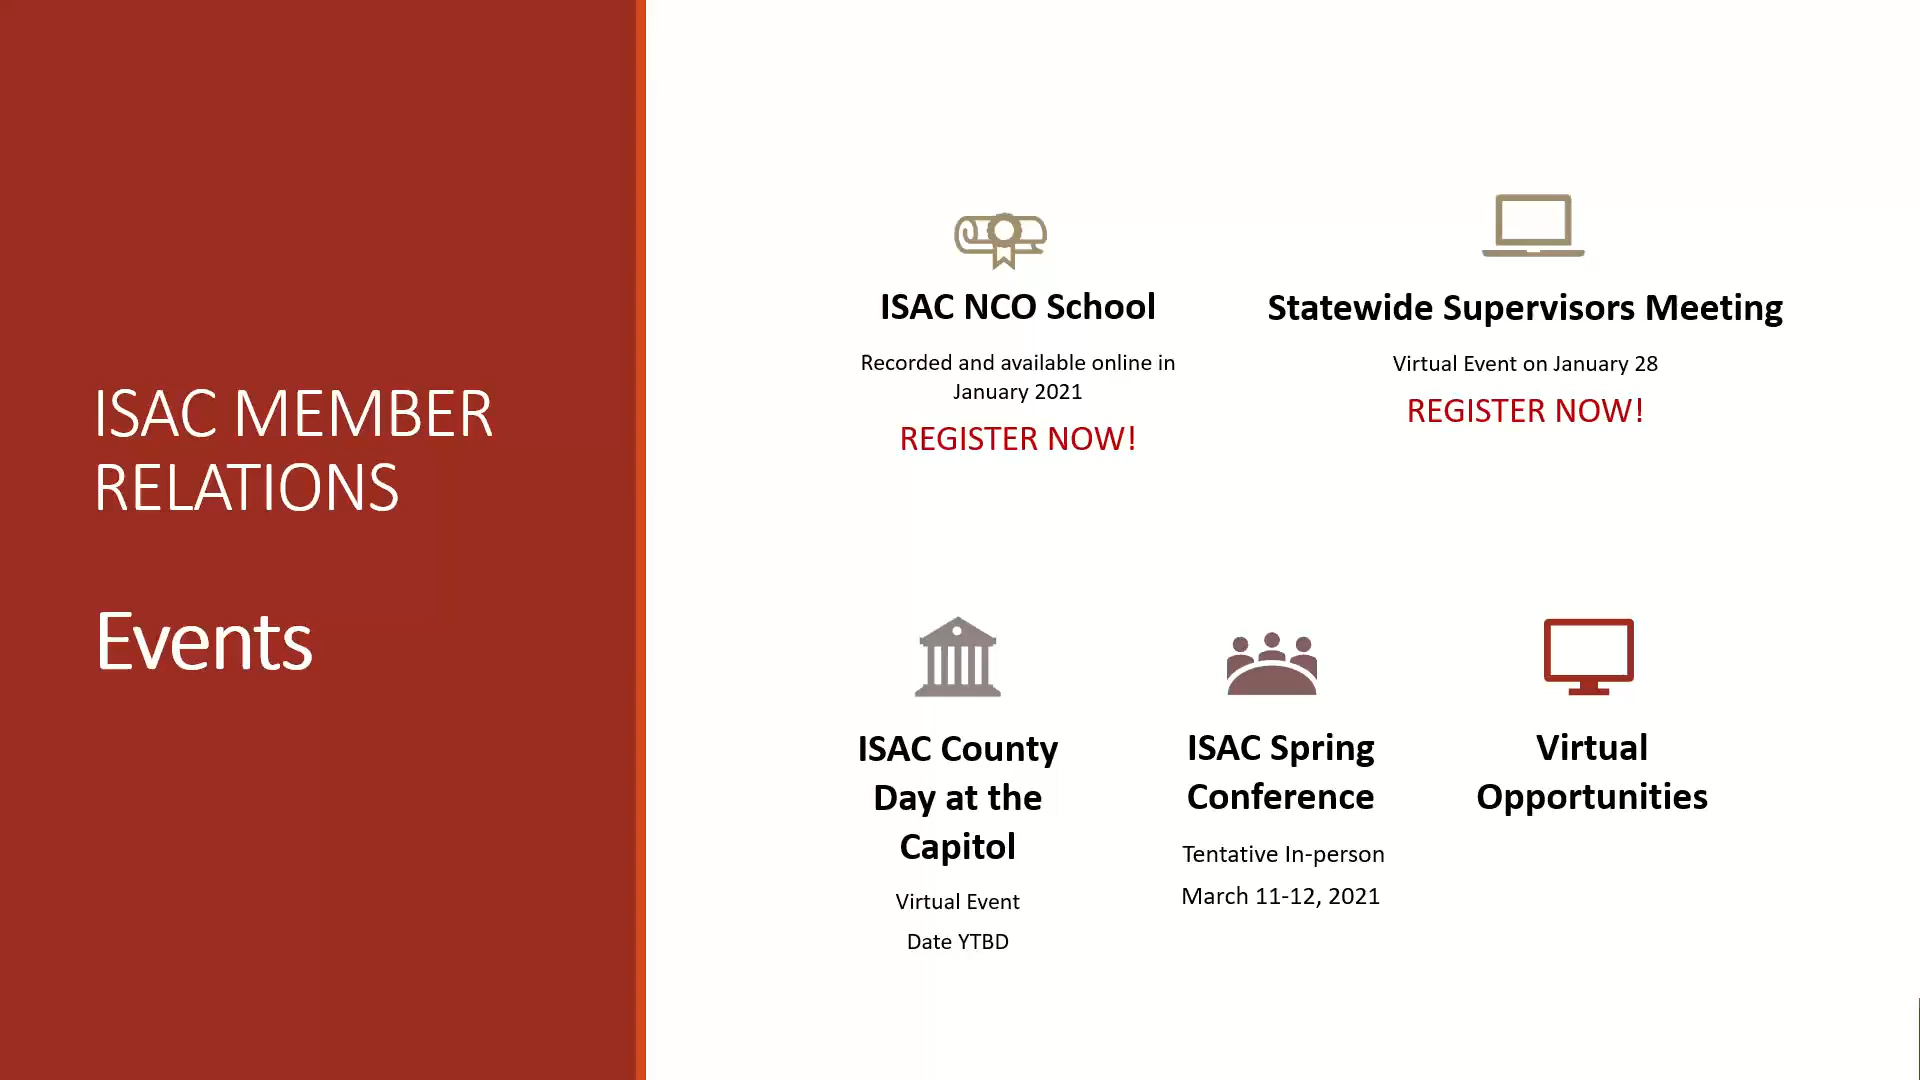 ISAC MEMBER
RELATIONS
Events
ISAC NCO School
Recorded and available online in
January 2021
REGISTER NOW!
Statewide Supervisors Meeting
Virtual Event on January 28
REGISTER NOW!
ISAC County
Day at the
Capitol
Virtual Event
Date YTBD
ISAC Spring
Conference
Tentative In-person
March 11-12, 2021
Virtual
Opportunities